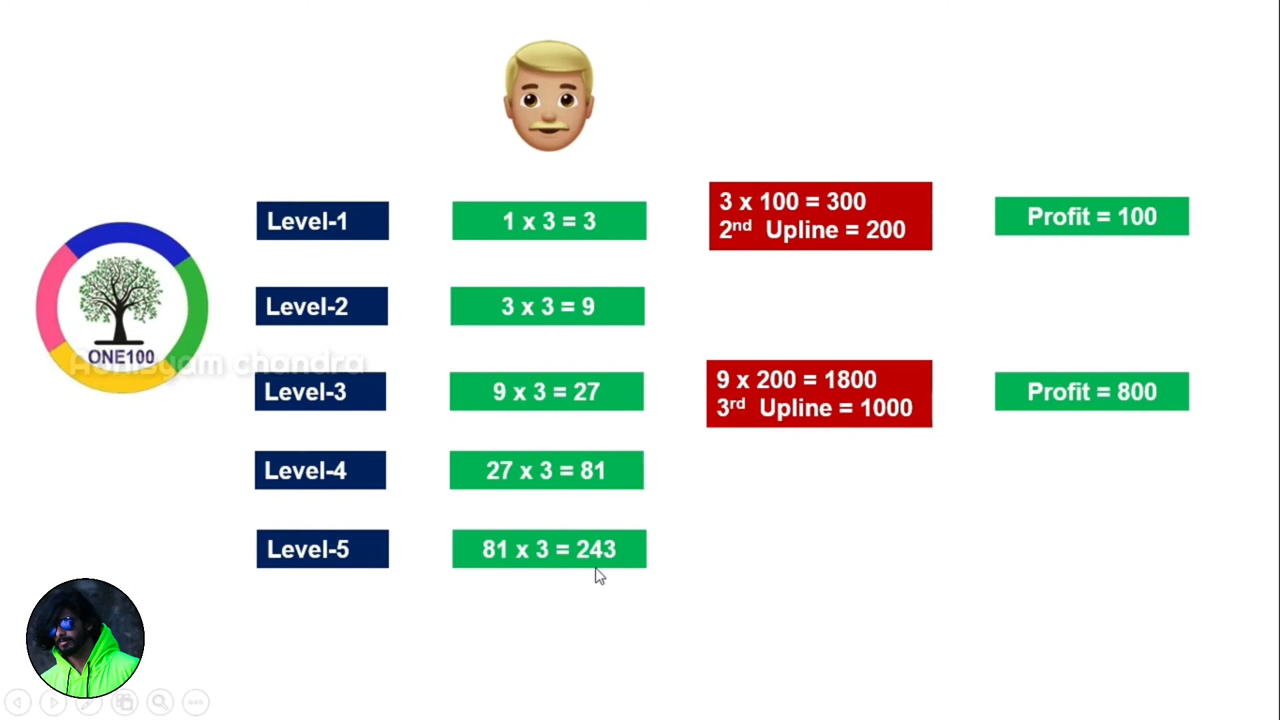 Level-1
1 x 3 = 3
3 x 100 = 300
2nd Upline = 200
Profit = 100
Level-2
3 x 3 = 9
ONE100
Abhisyam chandra
Level-3
9 x 3 = 27
9 x 200 = 1800
3rd Upline = 1000
Profit = 800
Level-4
27 x 3 = 81
Level-5
81 x 3 = 243